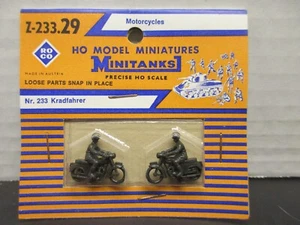 Z-233.29
Motorcycles
ROCO
HO MODEL MINIATURES
MINITANKS
PRECISE HO SCALE
MADE IN AUSTRIA
LOOSE PARTS SNAP IN PLACE
Nr. 233 Kradfahrer